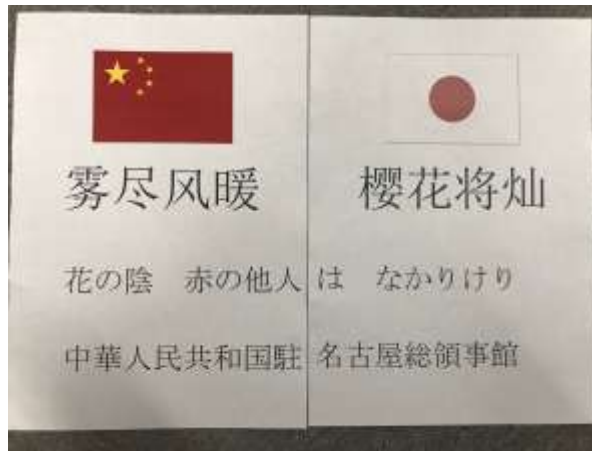 雾尽风暖 樱花将灿
花の陰 赤の他人は なかりけり
中華人民共和国駐名古屋総領事館